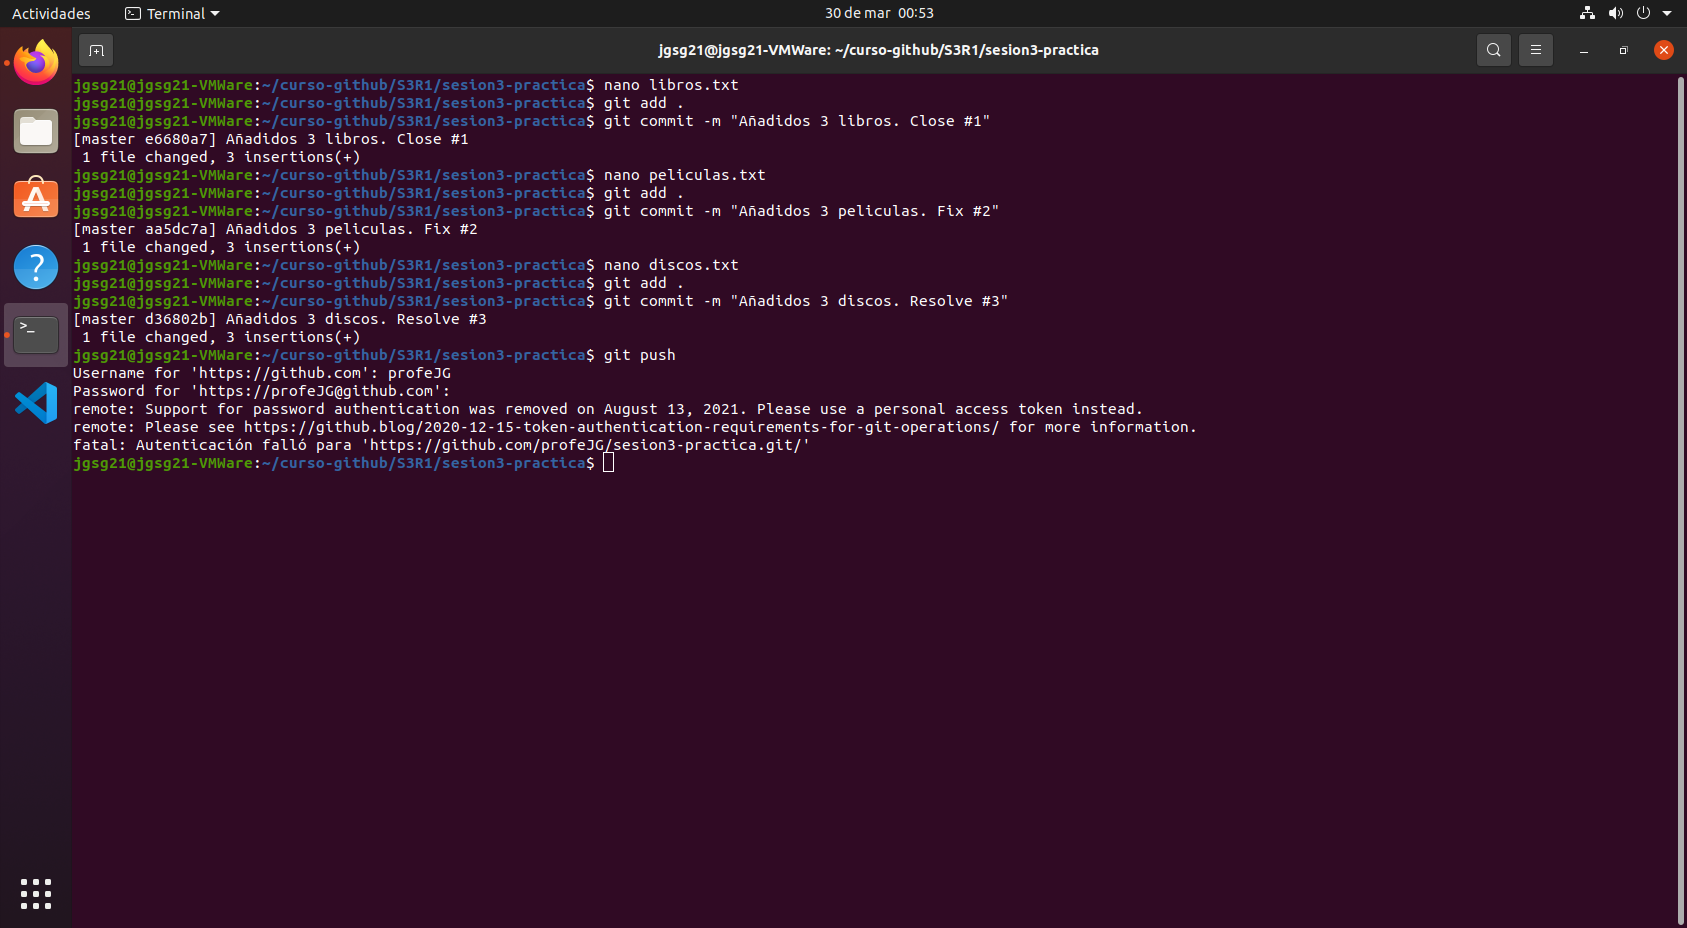 Actividades
Terminal
30 de mar 00:53
jgsg21@jgsg21-VMWare: ~/curso-github/S3R1/sesion3-practica
jgsg21@jgsg21-VMWare:~/curso-github/S3R1/sesion3-practica$ nano libros.txt
jgsg21@jgsg21-VMWare:~/curso-github/S3R1/sesion3-practica$ git add .
jgsg21@jgsg21-VMWare:~/curso-github/S3R1/sesion3-practica$ git commit -m "Añadidos 3 libros. Close #1"
[master e6680a7] Añadidos 3 libros. Close #1
1 file changed, 3 insertions(+)
jgsg21@jgsg21-VMWare:~/curso-github/S3R1/sesion3-practica$ nano peliculas.txt
jgsg21@jgsg21-VMWare:~/curso-github/S3R1/sesion3-practica$ git add .
jgsg21@jgsg21-VMWare:~/curso-github/S3R1/sesion3-practica$ git commit -m "Añadidos 3 peliculas. Fix #2"
[master aa5dc7a] Añadidos 3 peliculas. Fix #2
1 file changed, 3 insertions(+)
jgsg21@jgsg21-VMWare:~/curso-github/S3R1/sesion3-practica$ nano discos.txt
jgsg21@jgsg21-VMWare:~/curso-github/S3R1/sesion3-practica$ git add .
jgsg21@jgsg21-VMWare:~/curso-github/S3R1/sesion3-practica$ git commit -m "Añadidos 3 discos. Resolve #3"
[master d36802b] Añadidos 3 discos. Resolve #3
1 file changed, 3 insertions(+)
jgsg21@jgsg21-VMWare:~/curso-github/S3R1/sesion3-practica$ git push
Username for 'https://github.com': profeJG
Password for 'https://profeJG@github.com':
remote: Support for password authentication was removed on August 13, 2021. Please use a personal access token instead.
remote: Please see https://github.blog/2020-12-15-token-authentication-requirements-for-git-operations/ for more information.
fatal: Autenticación falló para 'https://github.com/profeJG/sesion3-practica.git/'
jgsg21@jgsg21-VMWare:~/curso-github/S3R1/sesion3-practica$